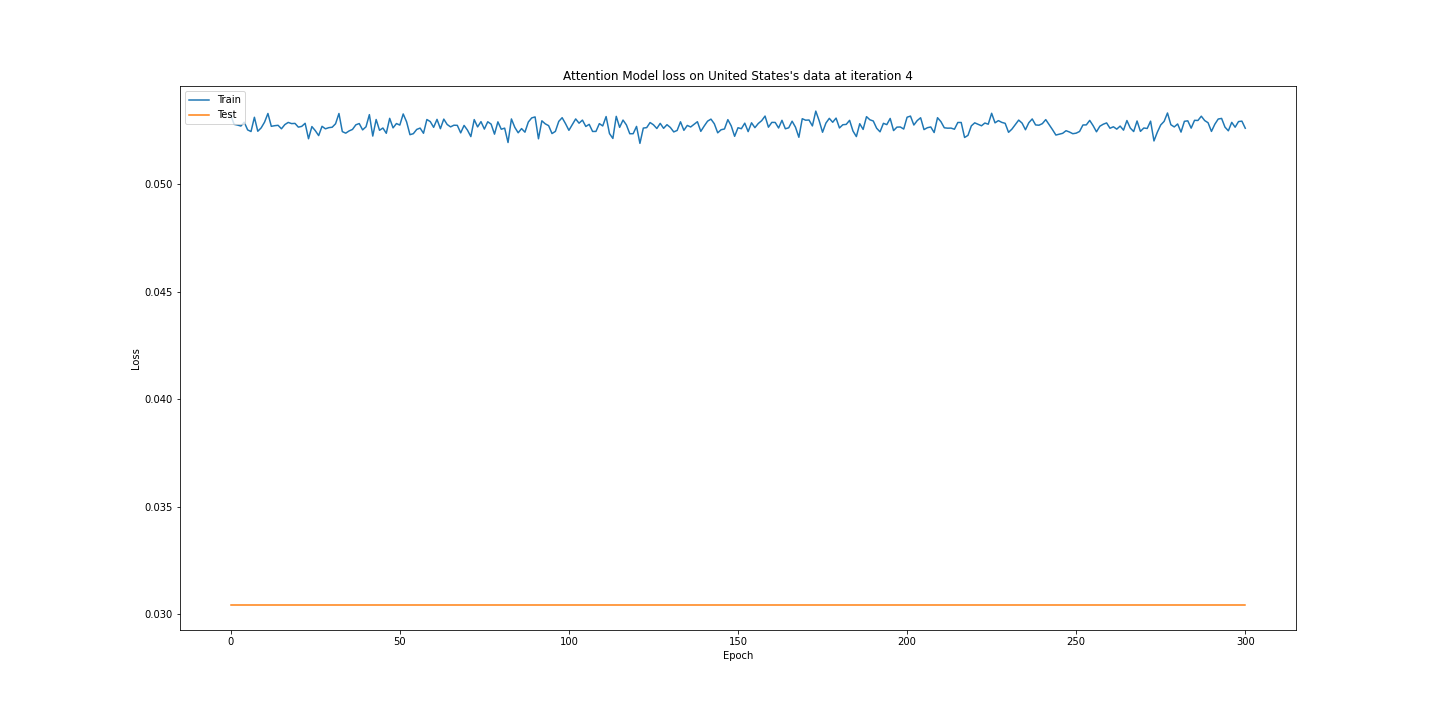 Attention Model loss on United States's data at iteration 4
Train
Test
0.050
0.045
0.040
0.035
0.030
Loss
0 50 100 150 200 250 300
Epoch